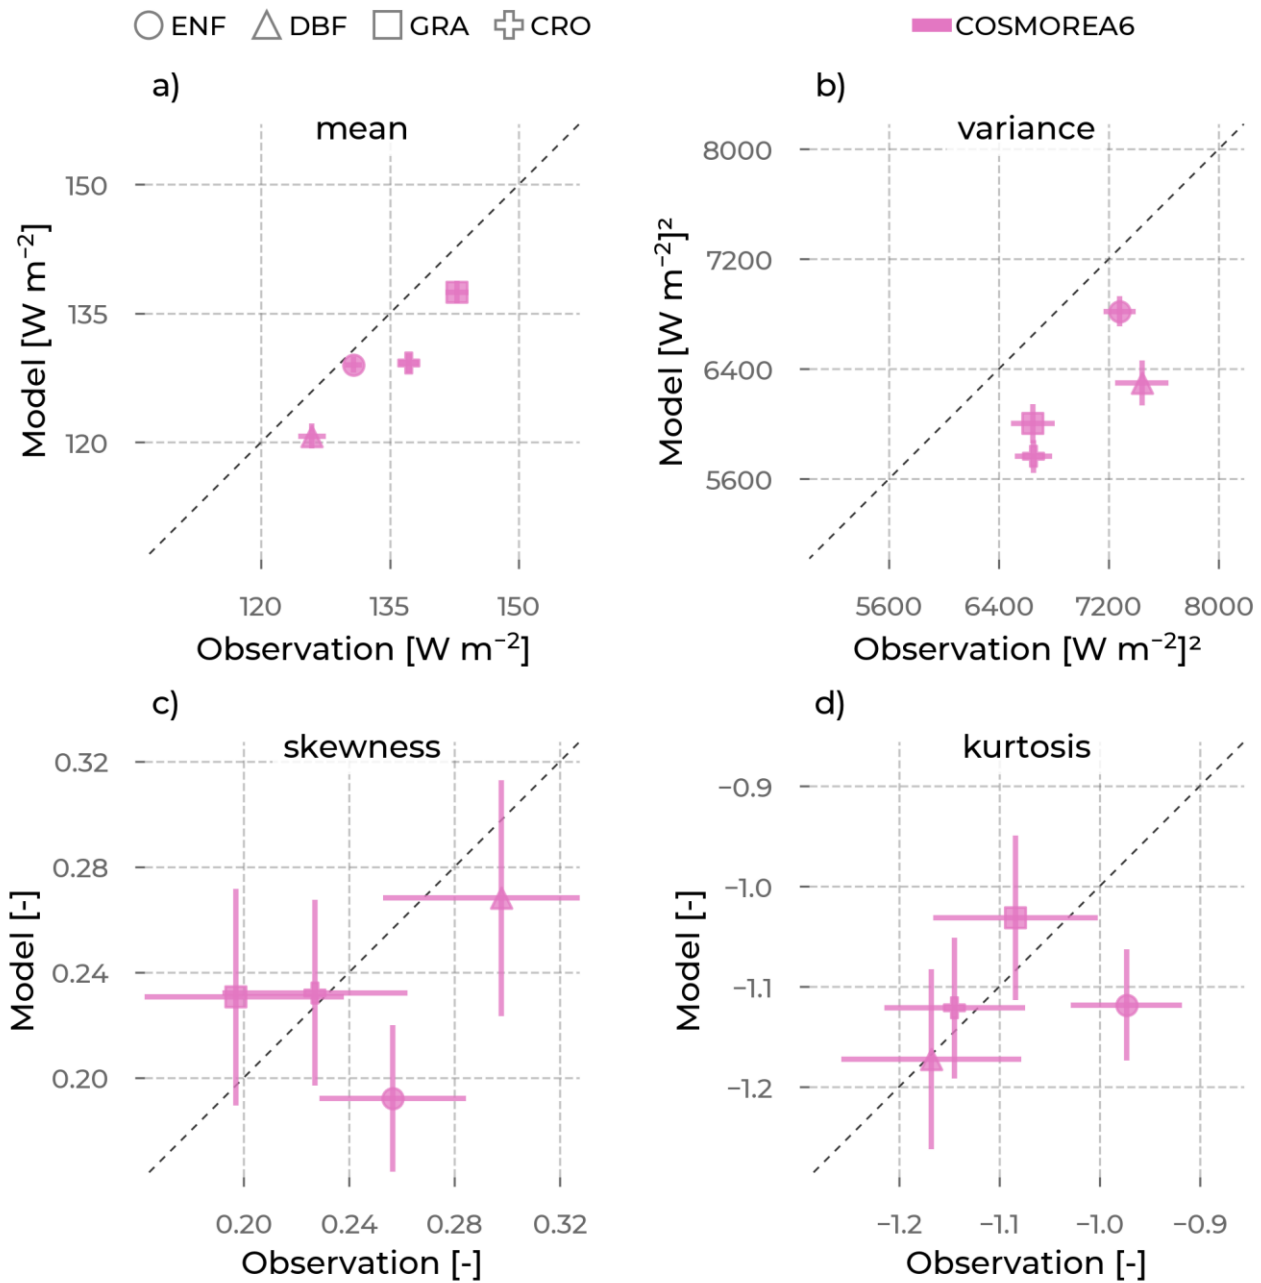 ENF DBF GRA CRO COSMOREA6
a)
mean
150
135
120
Model [W m⁻²]
120 135 150
Observation [W m⁻²]
b)
variance
8000
7200
6400
5600
Model [W m⁻²]²
5600 6400 7200 8000
Observation [W m⁻²]²
c)
skewness
0.32
0.28
0.24
0.20
Model [-]
0.20 0.24 0.28 0.32
Observation [-]
d)
kurtosis
−0.9
−1.0
−1.1
−1.2
Model [-]
−1.2 −1.1 −1.0 −0.9
Observation [-]